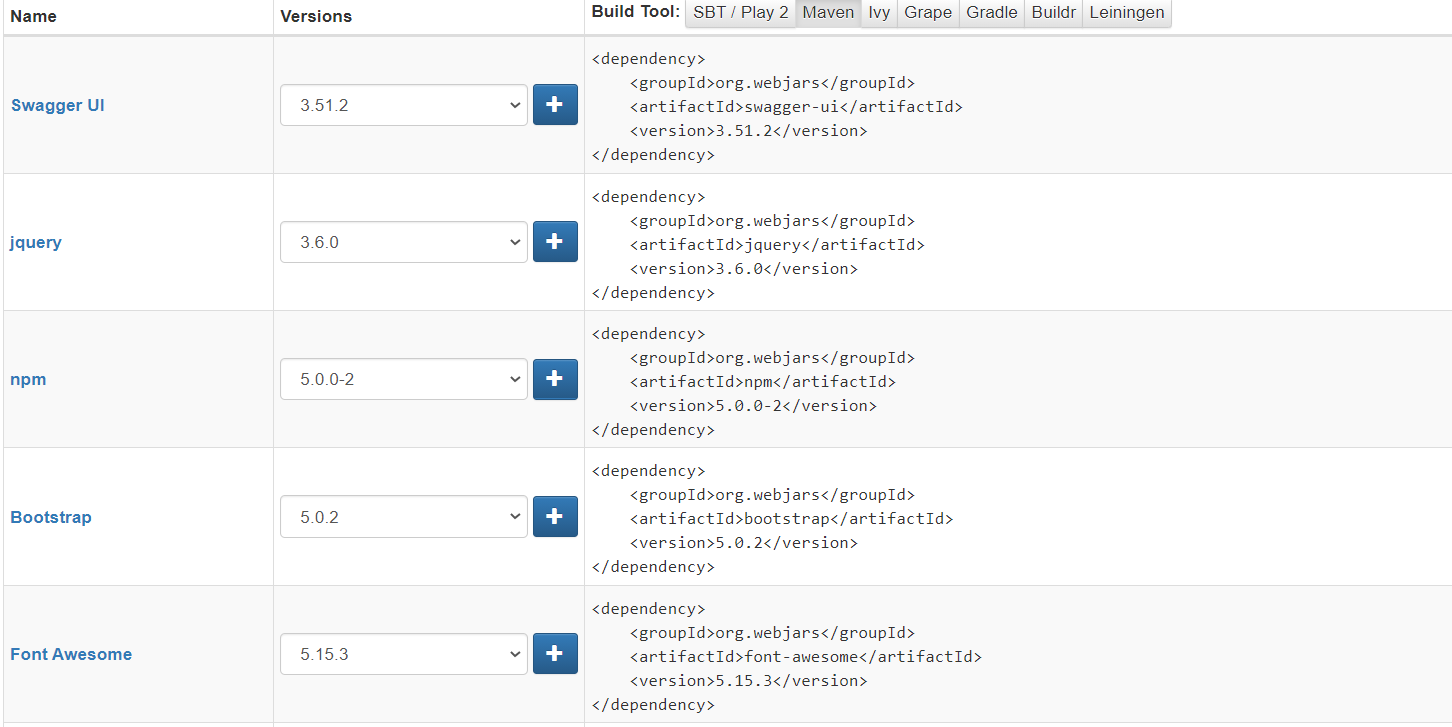 Name Versions Build Tool: SBT / Play 2 Maven Ivy Grape Gradle Buildr Leiningen
Swagger UI
3.51.2
<dependency>
    <groupId>org.webjars</groupId>
    <artifactId>swagger-ui</artifactId>
    <version>3.51.2</version>
</dependency>
jquery
3.6.0
<dependency>
    <groupId>org.webjars</groupId>
    <artifactId>jquery</artifactId>
    <version>3.6.0</version>
</dependency>
npm
5.0.0-2
<dependency>
    <groupId>org.webjars</groupId>
    <artifactId>npm</artifactId>
    <version>5.0.0-2</version>
</dependency>
Bootstrap
5.0.2
<dependency>
    <groupId>org.webjars</groupId>
    <artifactId>bootstrap</artifactId>
    <version>5.0.2</version>
</dependency>
Font Awesome
5.15.3
<dependency>
    <groupId>org.webjars</groupId>
    <artifactId>font-awesome</artifactId>
    <version>5.15.3</version>
</dependency>